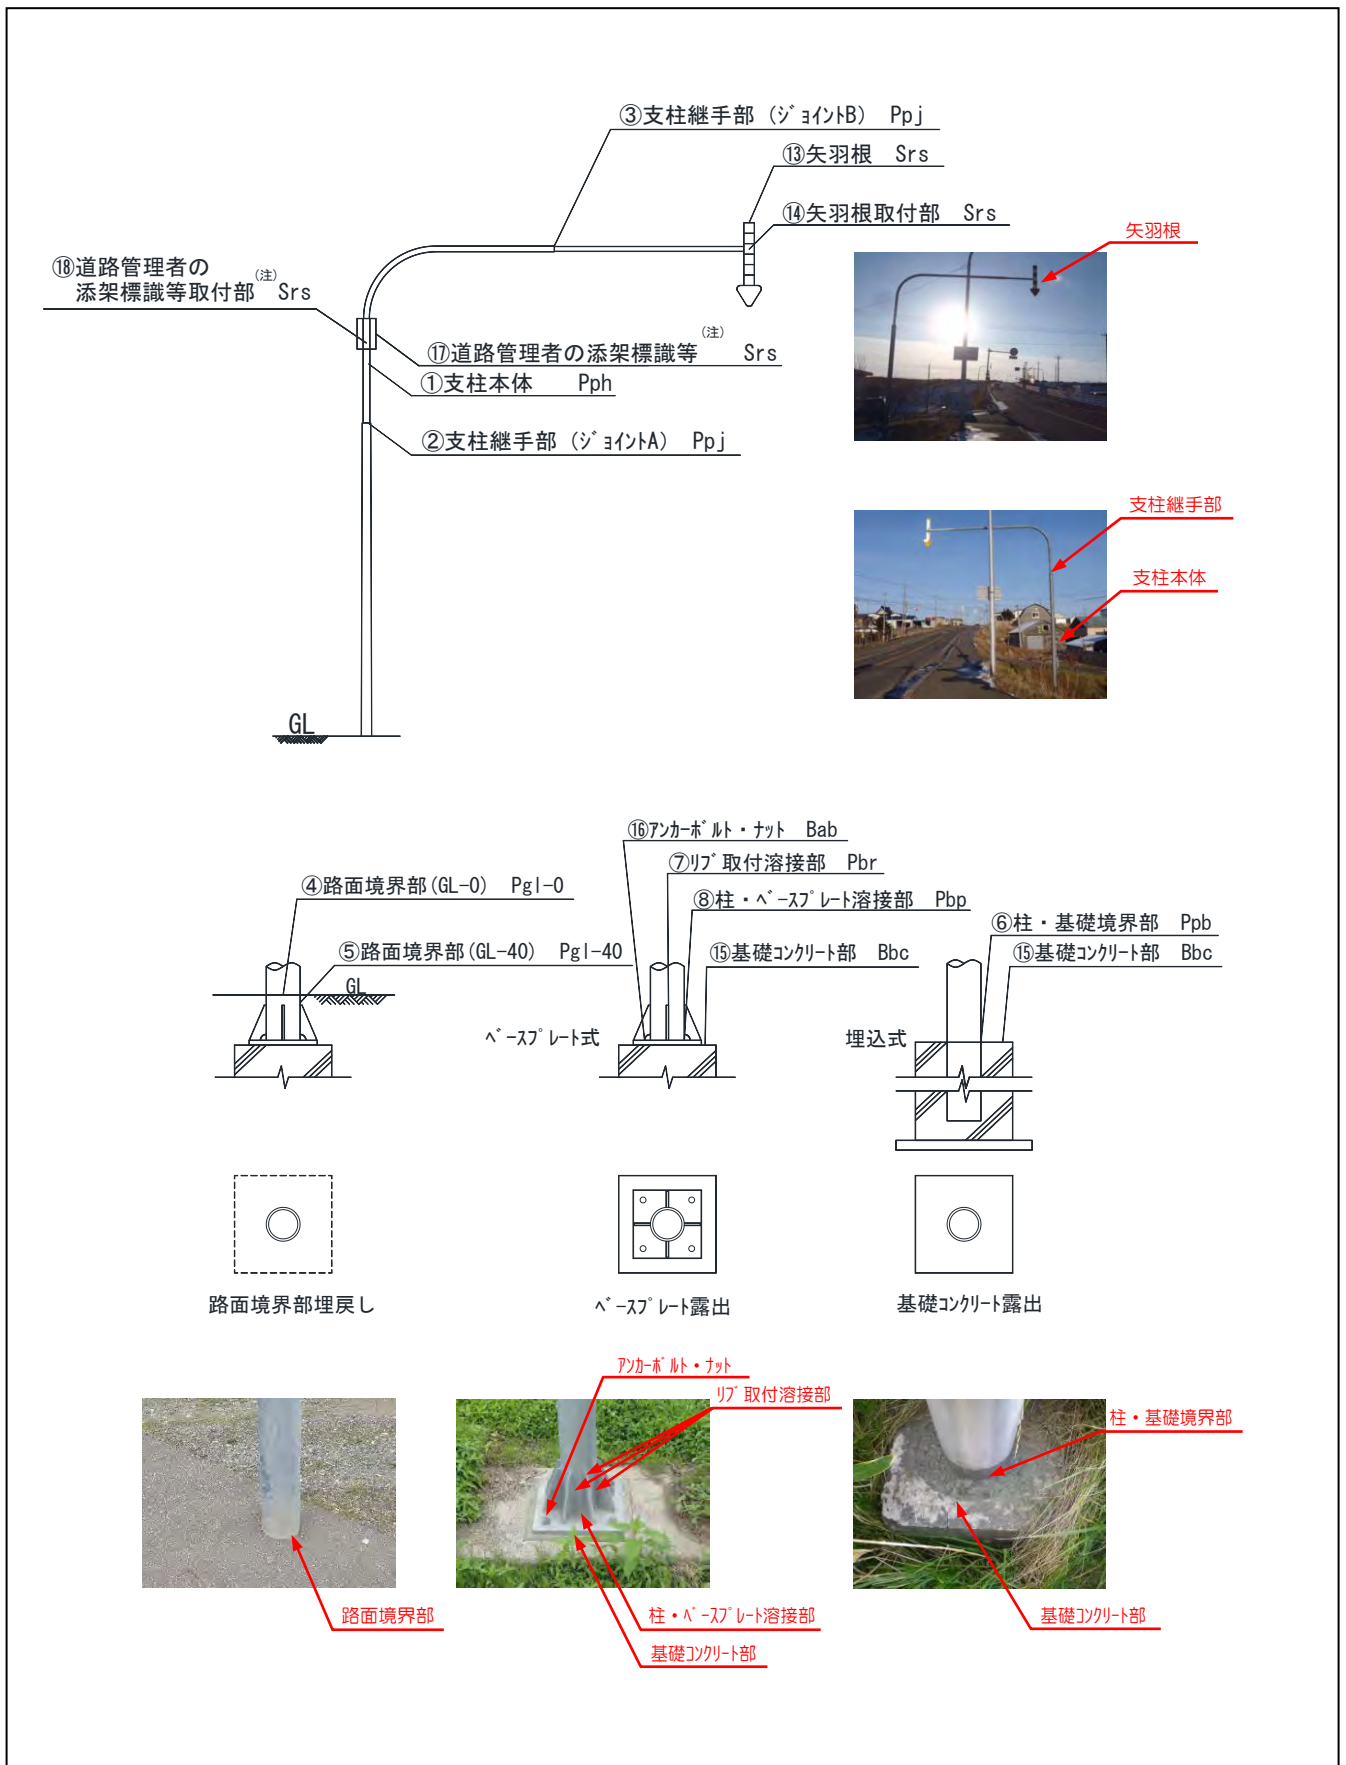 ③支柱継手部 (ジョイントB) Ppj
⑬矢羽根 Srs
⑭矢羽根取付部 Srs
矢羽根
⑱道路管理者の
添架標識等取付部(注) Srs
⑰道路管理者の添架標識等(注) Srs
①支柱本体 Pph
②支柱継手部 (ジョイントA) Ppj
支柱継手部
支柱本体
GL
⑯アンカーボルト・ナット Bab
⑦リブ取付溶接部 Pbr
④路面境界部(GL-0) Pgl-0
⑧柱・ベースプレート溶接部 Pbp
⑥柱・基礎境界部 Ppb
⑤路面境界部(GL-40) Pgl-40
⑮基礎コンクリート部 Bbc
⑮基礎コンクリート部 Bbc
GL
ベースプレート式
埋込式
路面境界部埋戻し
ベースプレート露出
基礎コンクリート露出
アンカーボルト・ナット
リブ取付溶接部
柱・基礎境界部
路面境界部
柱・ベースプレート溶接部
基礎コンクリート部
基礎コンクリート部